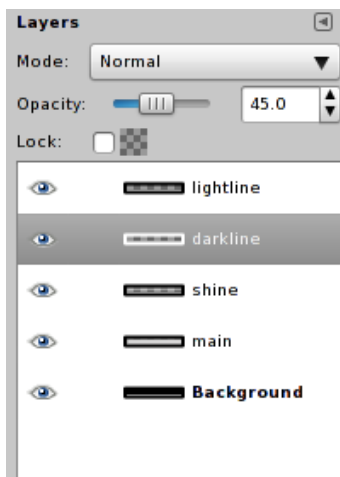 Layers
Mode: Normal
Opacity: 45.0
Lock:
lightline
darkline
shine
main
Background